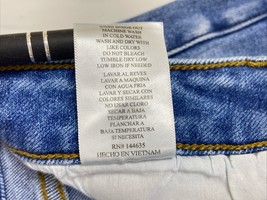 MACHINE WASH
IN COLD WATER
WASH AND DRY WITH
LIKE COLORS
DO NOT BLEACH
TUMBLE DRY LOW
LOW IRON IF NEEDED
LAVAR AL REVES
LAVAR A MAQUINA
CON AGUA FRIA
LAVAR Y SECAR CON
COLORES SIMILARES
NO USAR CLORO
SECAR A BAJA
TEMPERATURA
PLANCHAR A
BAJA TEMPERATURA
SI NECESITA
RN# 144635
HECHO EN VIETNAM